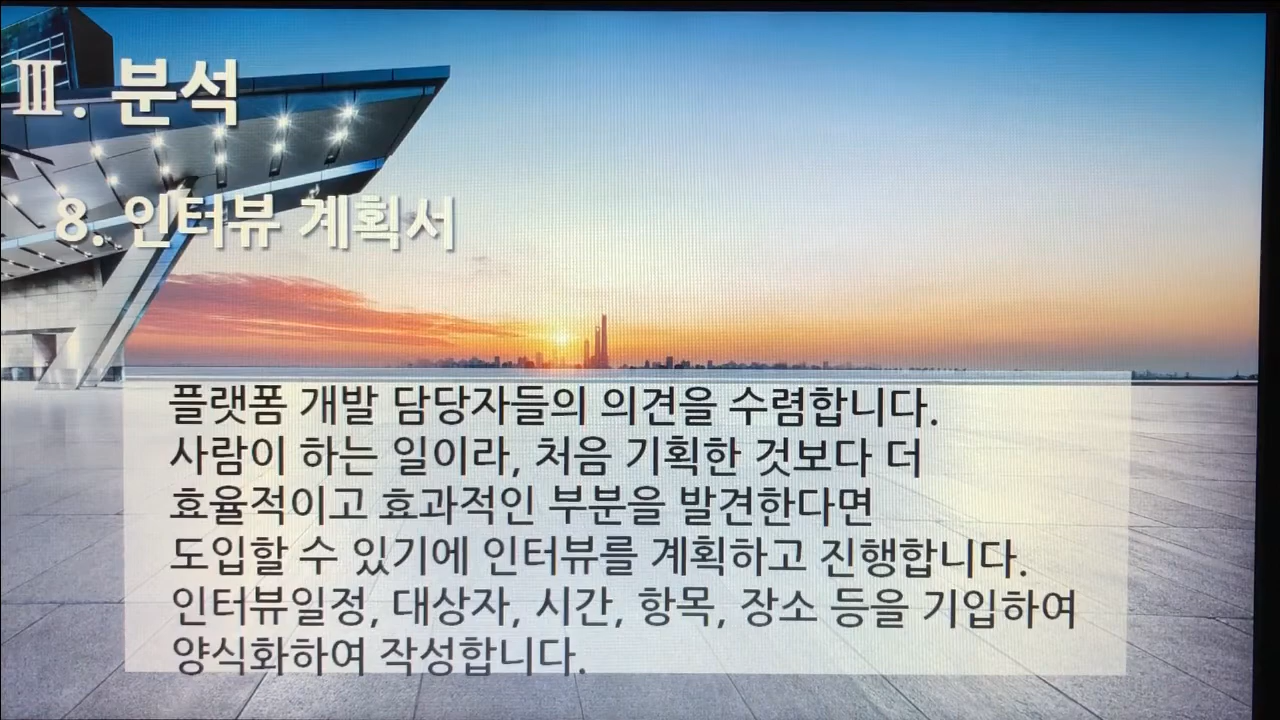 Ⅲ. 분석
8. 인터뷰 계획서
플랫폼 개발 담당자들의 의견을 수렴합니다.
사람이 하는 일이라, 처음 기획한 것보다 더
효율적이고 효과적인 부분을 발견한다면
도입할 수 있기에 인터뷰를 계획하고 진행합니다.
인터뷰일정, 대상자, 시간, 항목, 장소 등을 기입하여
양식화하여 작성합니다.